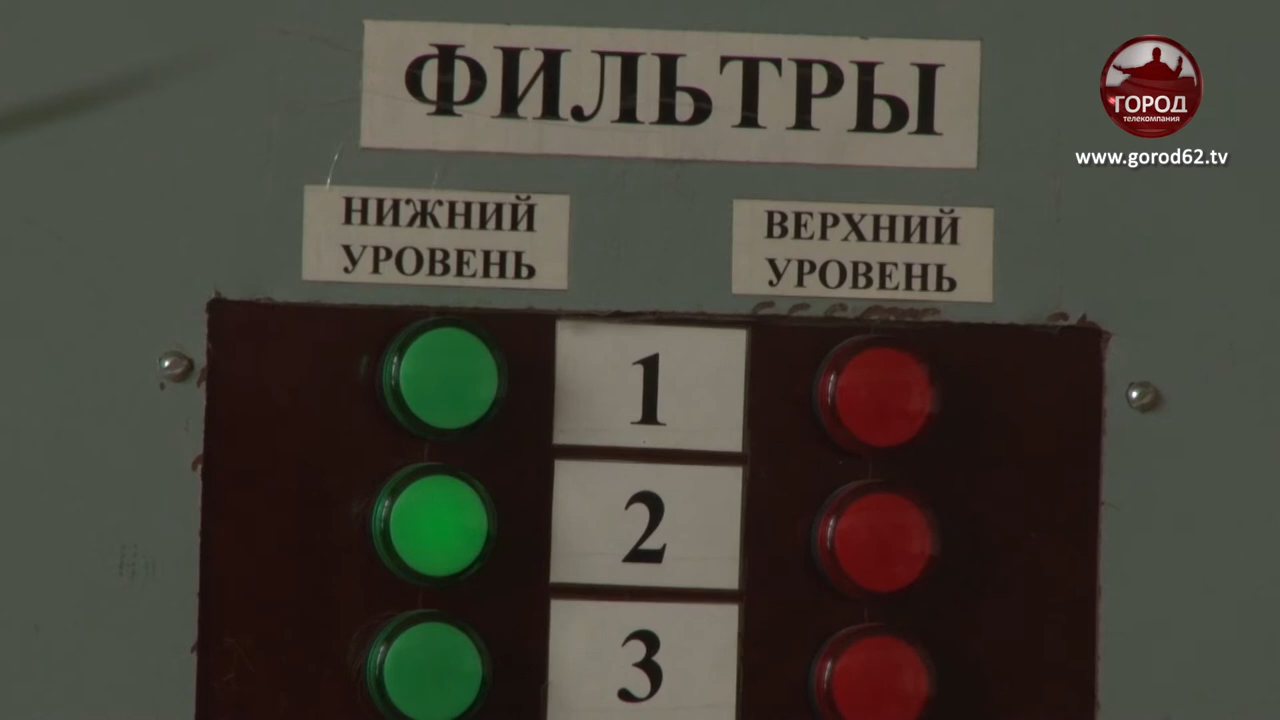 ФИЛЬТРЫ
ГОРОД
телекомпания
www.gorod62.tv
НИЖНИЙ
УРОВЕНЬ
ВЕРХНИЙ
УРОВЕНЬ
1
2
3